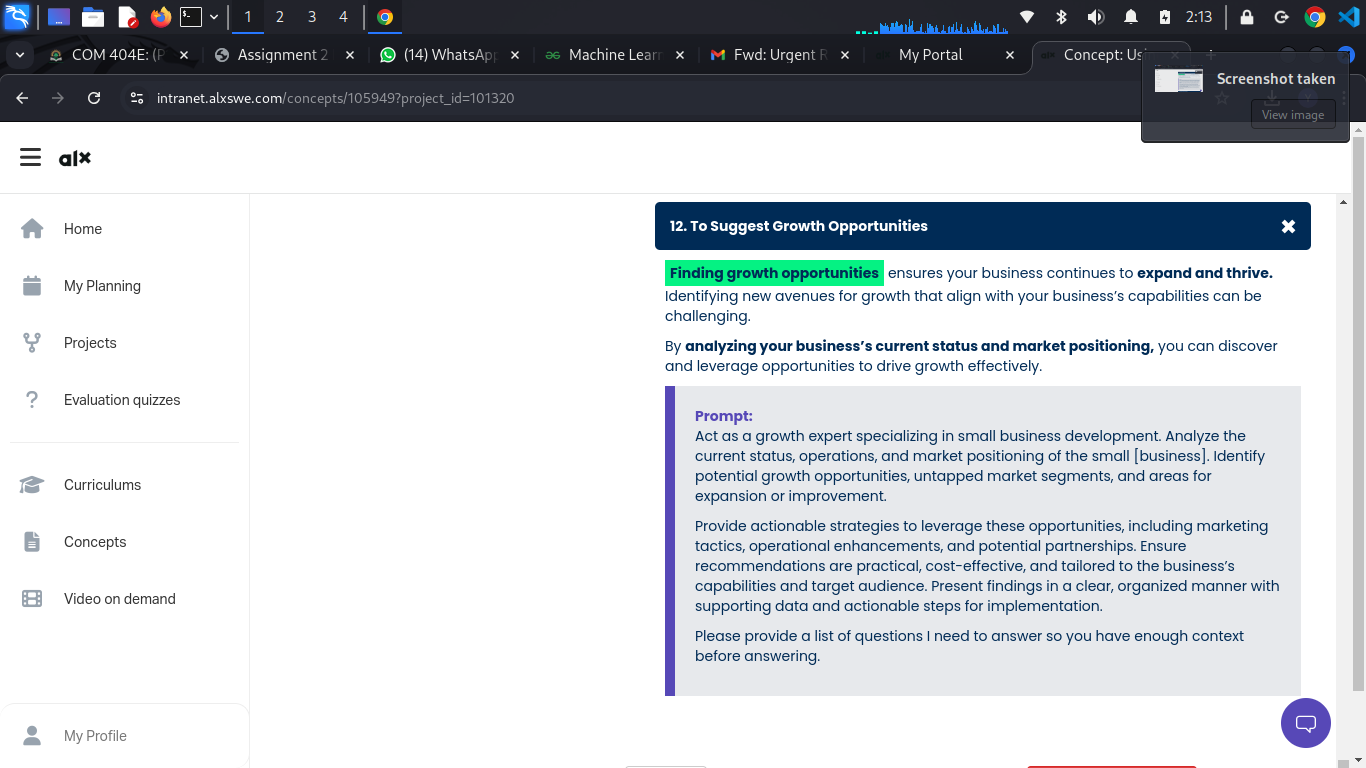 1 2 3 4 2:13
COM 404E: (P Assignment 2 (14) WhatsApp Machine Learn Fwd: Urgent R My Portal Concept: Usi
Screenshot taken
View image
intranet.alxswe.com/concepts/105949?project_id=101320
alx
Home
My Planning
Projects
Evaluation quizzes
Curriculums
Concepts
Video on demand
My Profile
12. To Suggest Growth Opportunities
Finding growth opportunities ensures your business continues to expand and thrive.
Identifying new avenues for growth that align with your business’s capabilities can be
challenging.
By analyzing your business’s current status and market positioning, you can discover
and leverage opportunities to drive growth effectively.
Prompt:
Act as a growth expert specializing in small business development. Analyze the
current status, operations, and market positioning of the small [business]. Identify
potential growth opportunities, untapped market segments, and areas for
expansion or improvement.
Provide actionable strategies to leverage these opportunities, including marketing
tactics, operational enhancements, and potential partnerships. Ensure
recommendations are practical, cost-effective, and tailored to the business’s
capabilities and target audience. Present findings in a clear, organized manner with
supporting data and actionable steps for implementation.
Please provide a list of questions I need to answer so you have enough context
before answering.